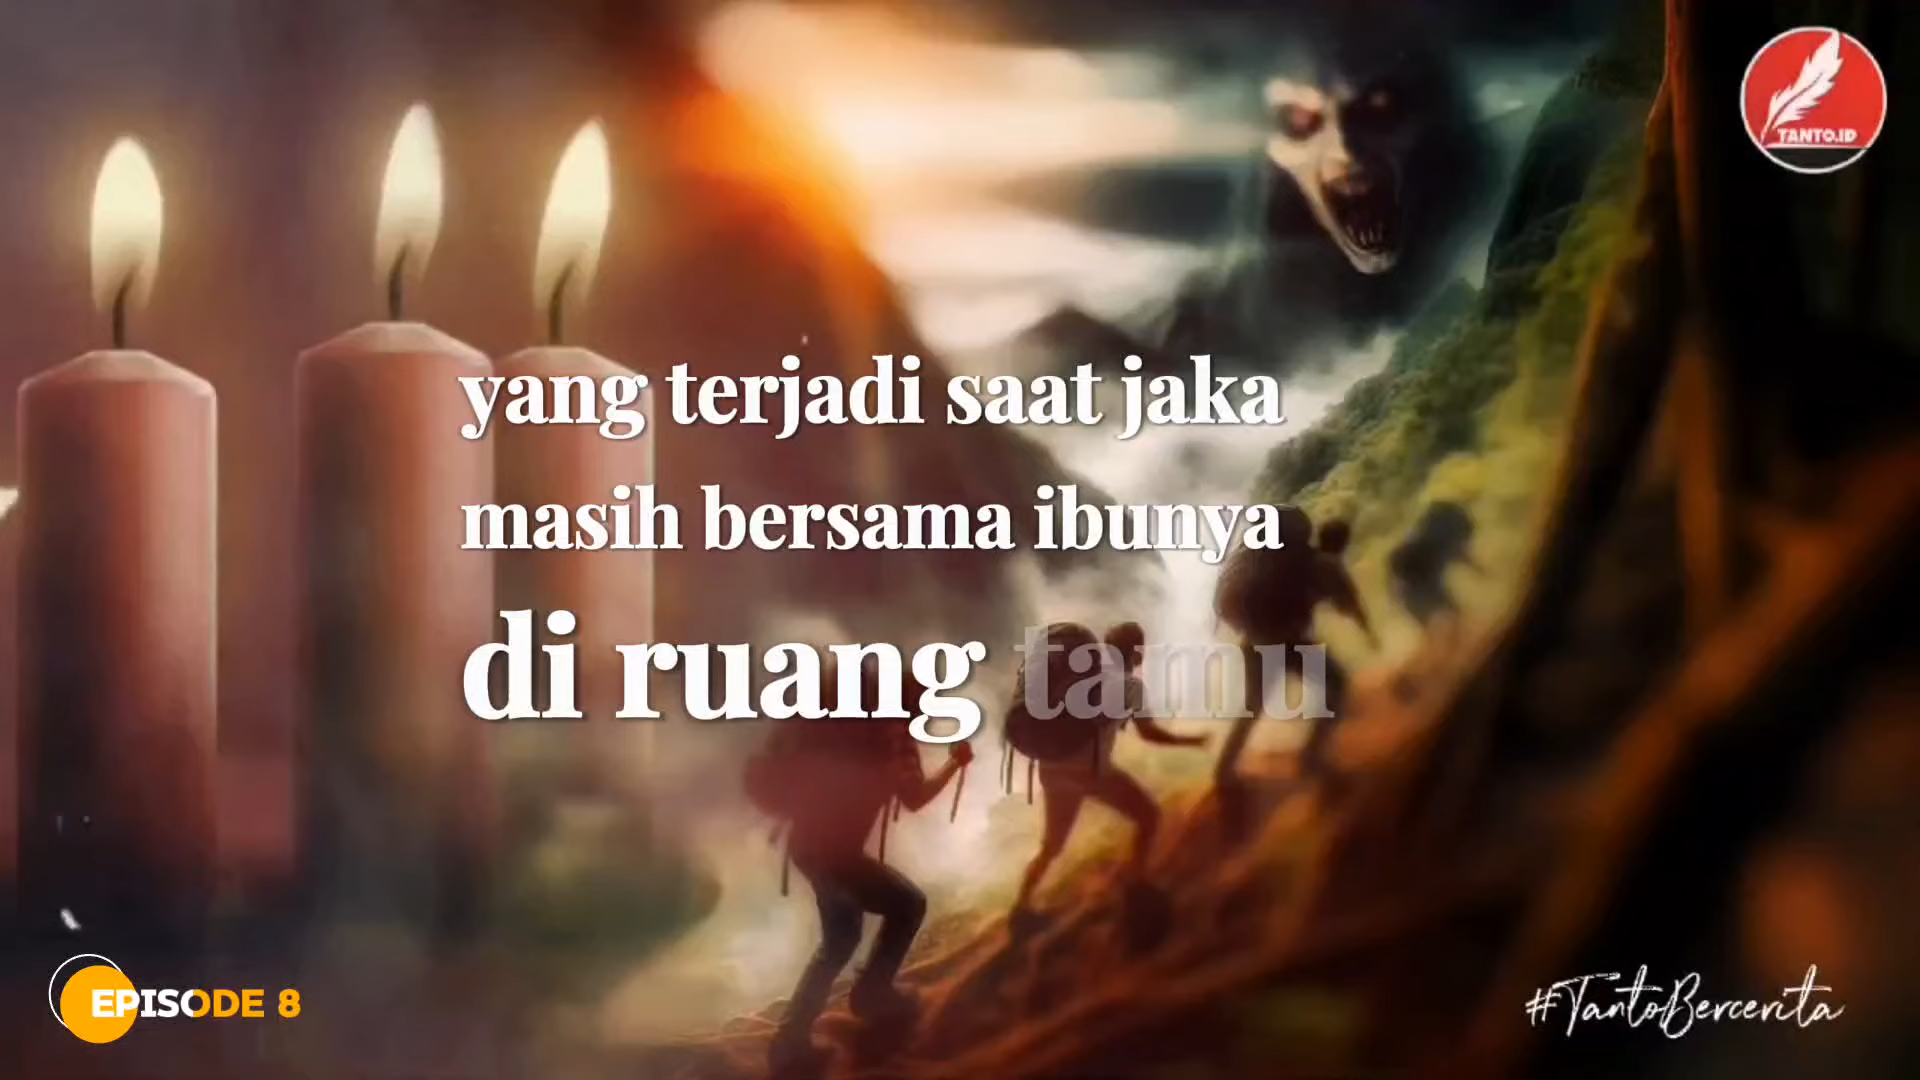 TANTO.ID
yang terjadi saat jaka
masih bersama ibunya
di ruang tamu
EPISODE 8
#TantoBercerita